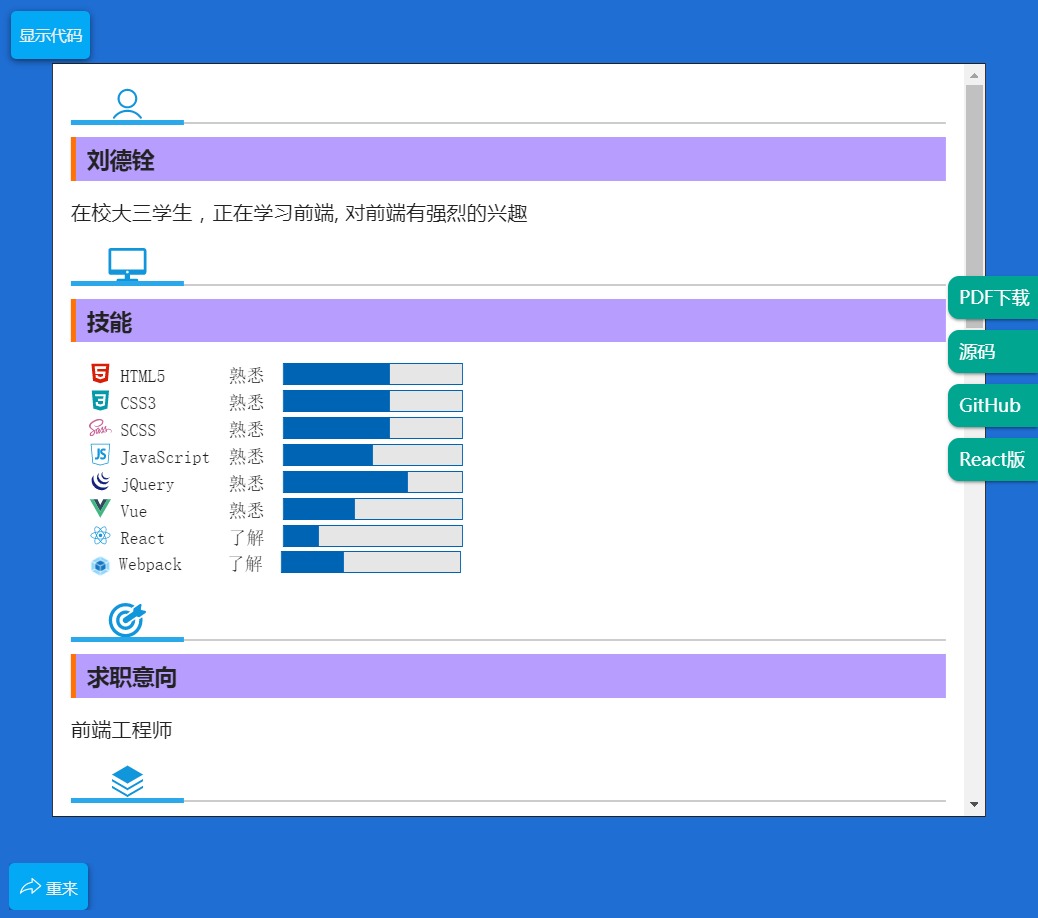 显示代码
刘德铨
在校大三学生，正在学习前端, 对前端有强烈的兴趣
技能
PDF下载
源码
GitHub
React版
HTML5 熟悉
CSS3 熟悉
SCSS 熟悉
JavaScript 熟悉
jQuery 熟悉
Vue 熟悉
React 了解
Webpack 了解
求职意向
前端工程师
重来